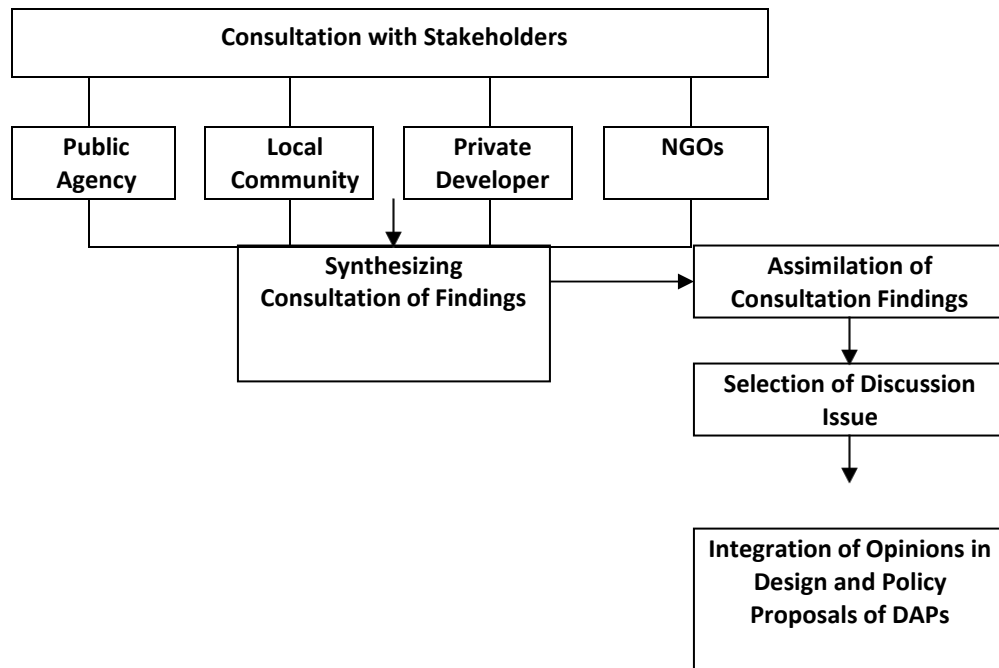 Consultation with Stakeholders
Public
Agency
Local
Community
Private
Developer
NGOs
Synthesizing
Consultation of Findings
Assimilation of
Consultation Findings
Selection of Discussion
Issue
Integration of Opinions in
Design and Policy
Proposals of DAPs